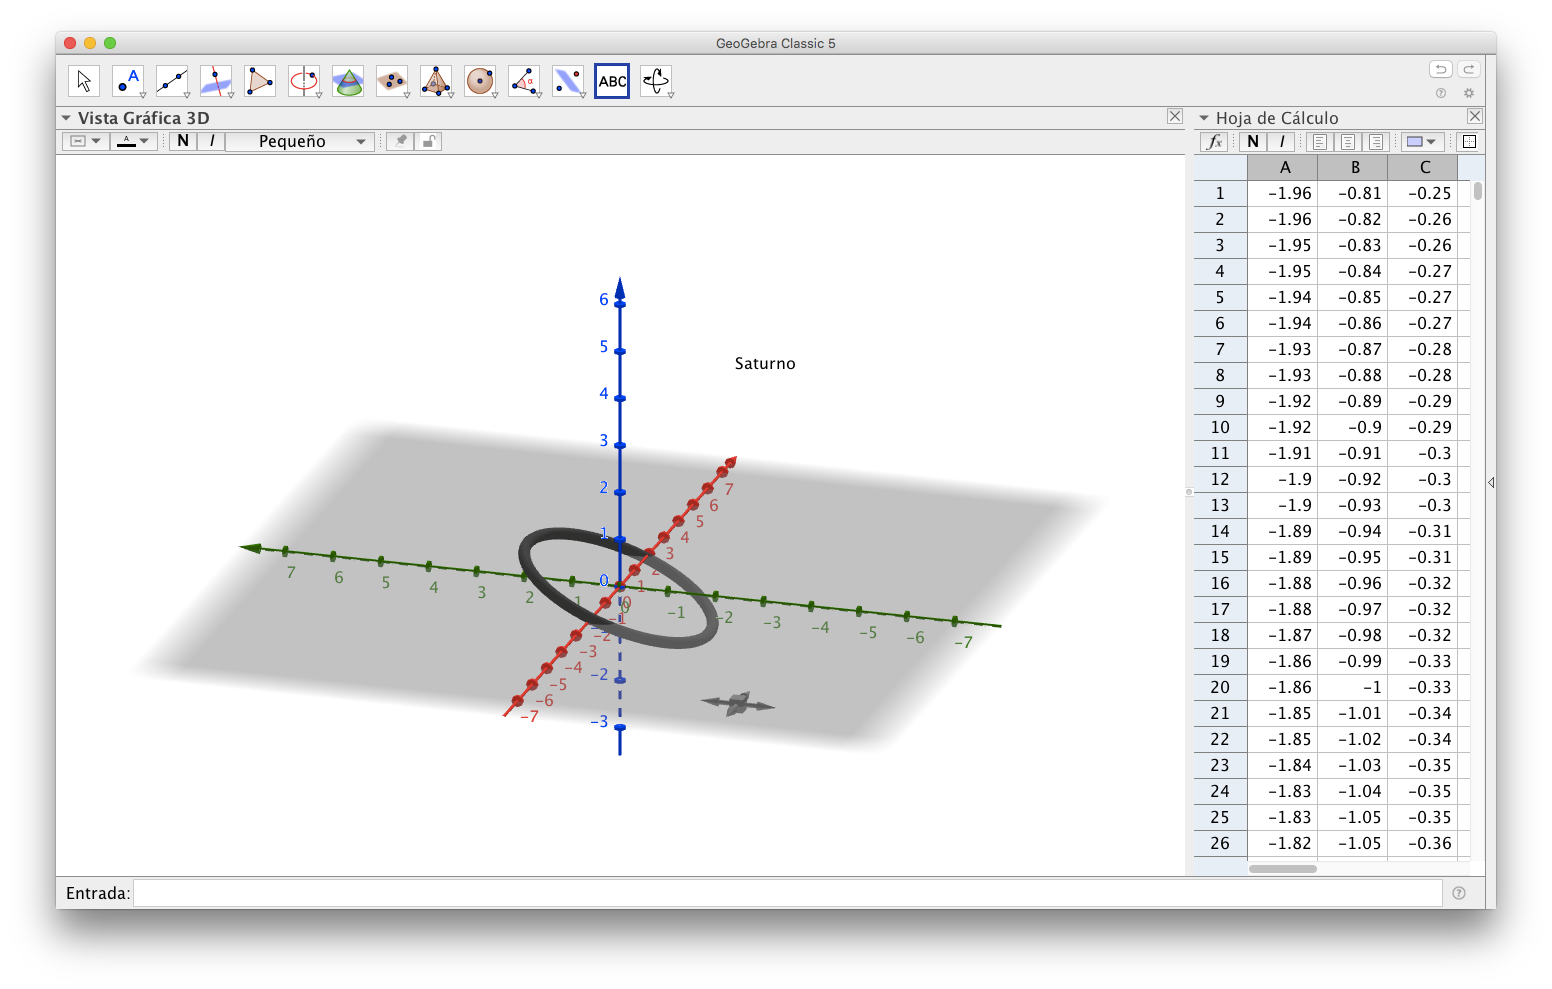 GeoGebra Classic 5
A
α
ABC
Vista Gráfica 3D
Hoja de Cálculo
A
N I Pequeño
fx N I
A B C
1 −1.96 −0.81 −0.25
2 −1.96 −0.82 −0.26
3 −1.95 −0.83 −0.26
4 −1.95 −0.84 −0.27
5 −1.94 −0.85 −0.27
6 −1.94 −0.86 −0.27
7 −1.93 −0.87 −0.28
8 −1.93 −0.88 −0.28
9 −1.92 −0.89 −0.29
10 −1.92 −0.9 −0.29
11 −1.91 −0.91 −0.3
12 −1.9 −0.92 −0.3
13 −1.9 −0.93 −0.3
14 −1.89 −0.94 −0.31
15 −1.89 −0.95 −0.31
16 −1.88 −0.96 −0.32
17 −1.88 −0.97 −0.32
18 −1.87 −0.98 −0.32
19 −1.86 −0.99 −0.33
20 −1.86 −1 −0.33
21 −1.85 −1.01 −0.34
22 −1.85 −1.02 −0.34
23 −1.84 −1.03 −0.35
24 −1.83 −1.04 −0.35
25 −1.83 −1.05 −0.35
26 −1.82 −1.05 −0.36
6
5
4
3
2
1
0
−1
−2
−3
Saturno
7
6
5
4
3
2
1
0
−1
−2
−3
−4
−5
−6
−7
7
6
5
4
3
2
1
0
−1
−2
−3
−4
−5
−6
−7
Entrada: